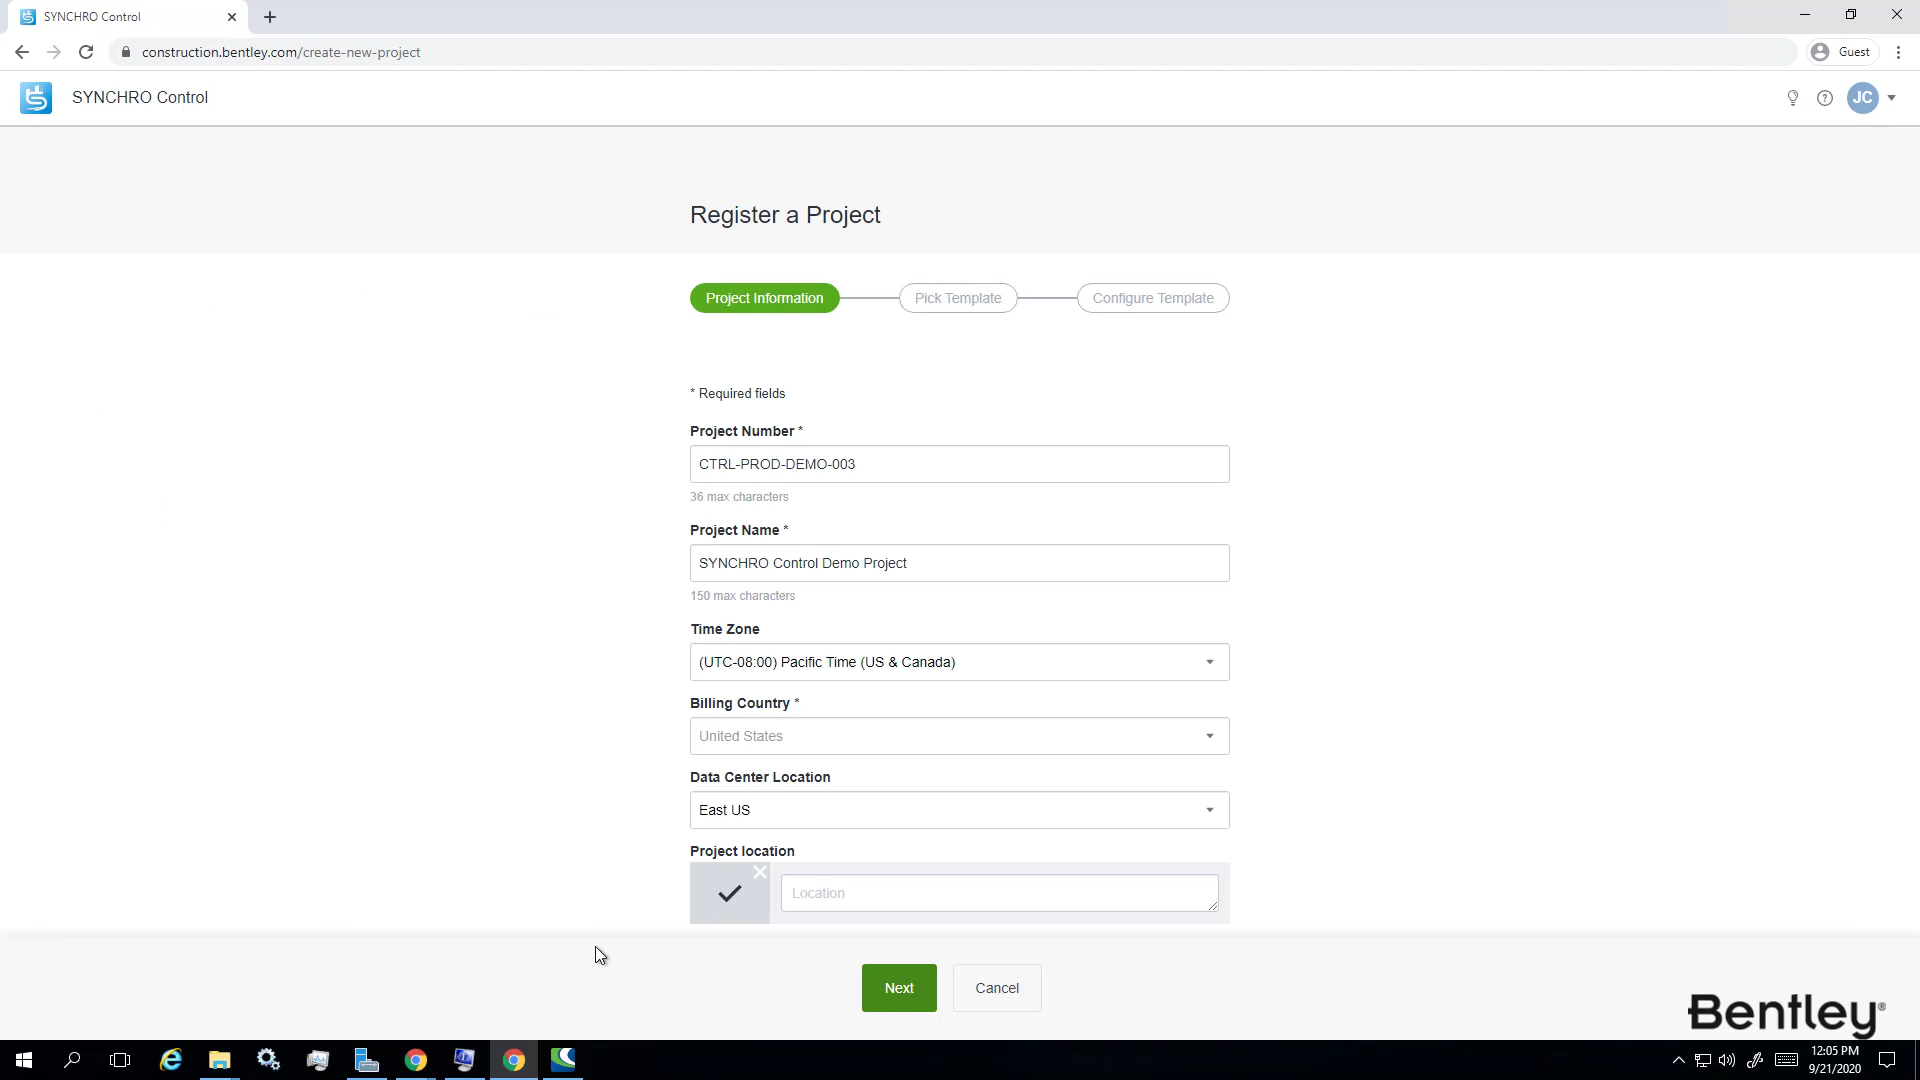 SYNCHRO Control
construction.bentley.com/create-new-project
Guest
SYNCHRO Control
JC
Register a Project
Project Information
Pick Template
Configure Template
* Required fields
Project Number *
CTRL-PROD-DEMO-003
36 max characters
Project Name *
SYNCHRO Control Demo Project
150 max characters
Time Zone
(UTC-08:00) Pacific Time (US & Canada)
Billing Country *
United States
Data Center Location
East US
Project location
Location
Next
Cancel
Bentley®
12:05 PM
9/21/2020